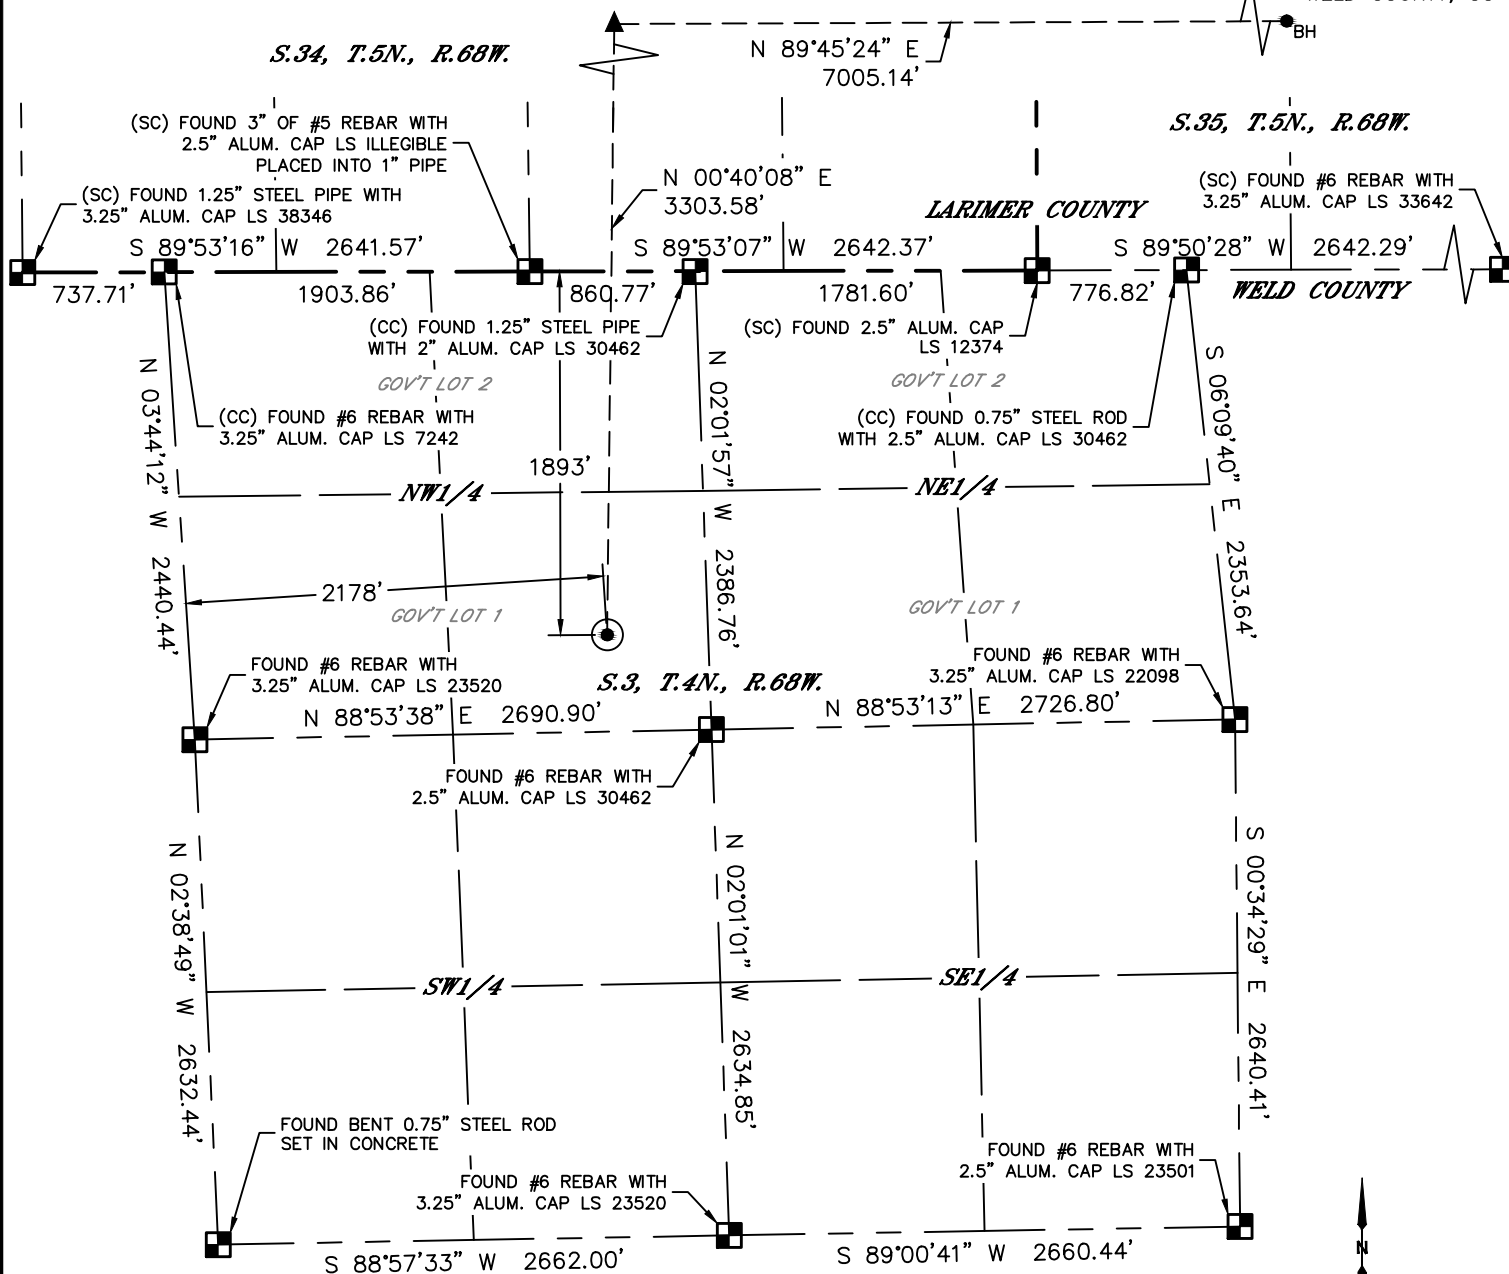 BH
S.34, T.5N., R.68W.
N 89°45'24" E
7005.14'
(SC) FOUND 3" OF #5 REBAR WITH
2.5" ALUM. CAP LS ILLEGIBLE
PLACED INTO 1" PIPE
S.35, T.5N., R.68W.
(SC) FOUND 1.25" STEEL PIPE WITH
3.25" ALUM. CAP LS 38346
N 00°40'08" E
3303.58'
(SC) FOUND #6 REBAR WITH
3.25" ALUM. CAP LS 33642
LARIMER COUNTY
S 89°53'16" W 2641.57'
S 89°53'07" W 2642.37'
S 89°50'28" W 2642.29'
737.71'
1903.86'
860.77'
1781.60'
776.82'
WELD COUNTY
(CC) FOUND 1.25" STEEL PIPE
WITH 2" ALUM. CAP LS 30462
(SC) FOUND 2.5" ALUM. CAP
LS 12374
GOV'T LOT 2
GOV'T LOT 2
(CC) FOUND #6 REBAR WITH
3.25" ALUM. CAP LS 7242
(CC) FOUND 0.75" STEEL ROD
WITH 2.5" ALUM. CAP LS 30462
N 03°44'12" W 2440.44'
N 02°01'57" W 2386.76'
S 06°09'40" E 2353.64'
1893'
NW1/4
NE1/4
2178'
GOV'T LOT 1
GOV'T LOT 1
FOUND #6 REBAR WITH
3.25" ALUM. CAP LS 23520
S.3, T.4N., R.68W.
FOUND #6 REBAR WITH
3.25" ALUM. CAP LS 22098
N 88°53'38" E 2690.90'
N 88°53'13" E 2726.80'
FOUND #6 REBAR WITH
2.5" ALUM. CAP LS 30462
N 02°38'49" W 2632.44'
N 02°01'01" W 2634.85'
S 00°34'29" E 2640.41'
SW1/4
SE1/4
FOUND BENT 0.75" STEEL ROD
SET IN CONCRETE
FOUND #6 REBAR WITH
3.25" ALUM. CAP LS 23520
FOUND #6 REBAR WITH
2.5" ALUM. CAP LS 23501
S 88°57'33" W 2662.00'
S 89°00'41" W 2660.44'
N